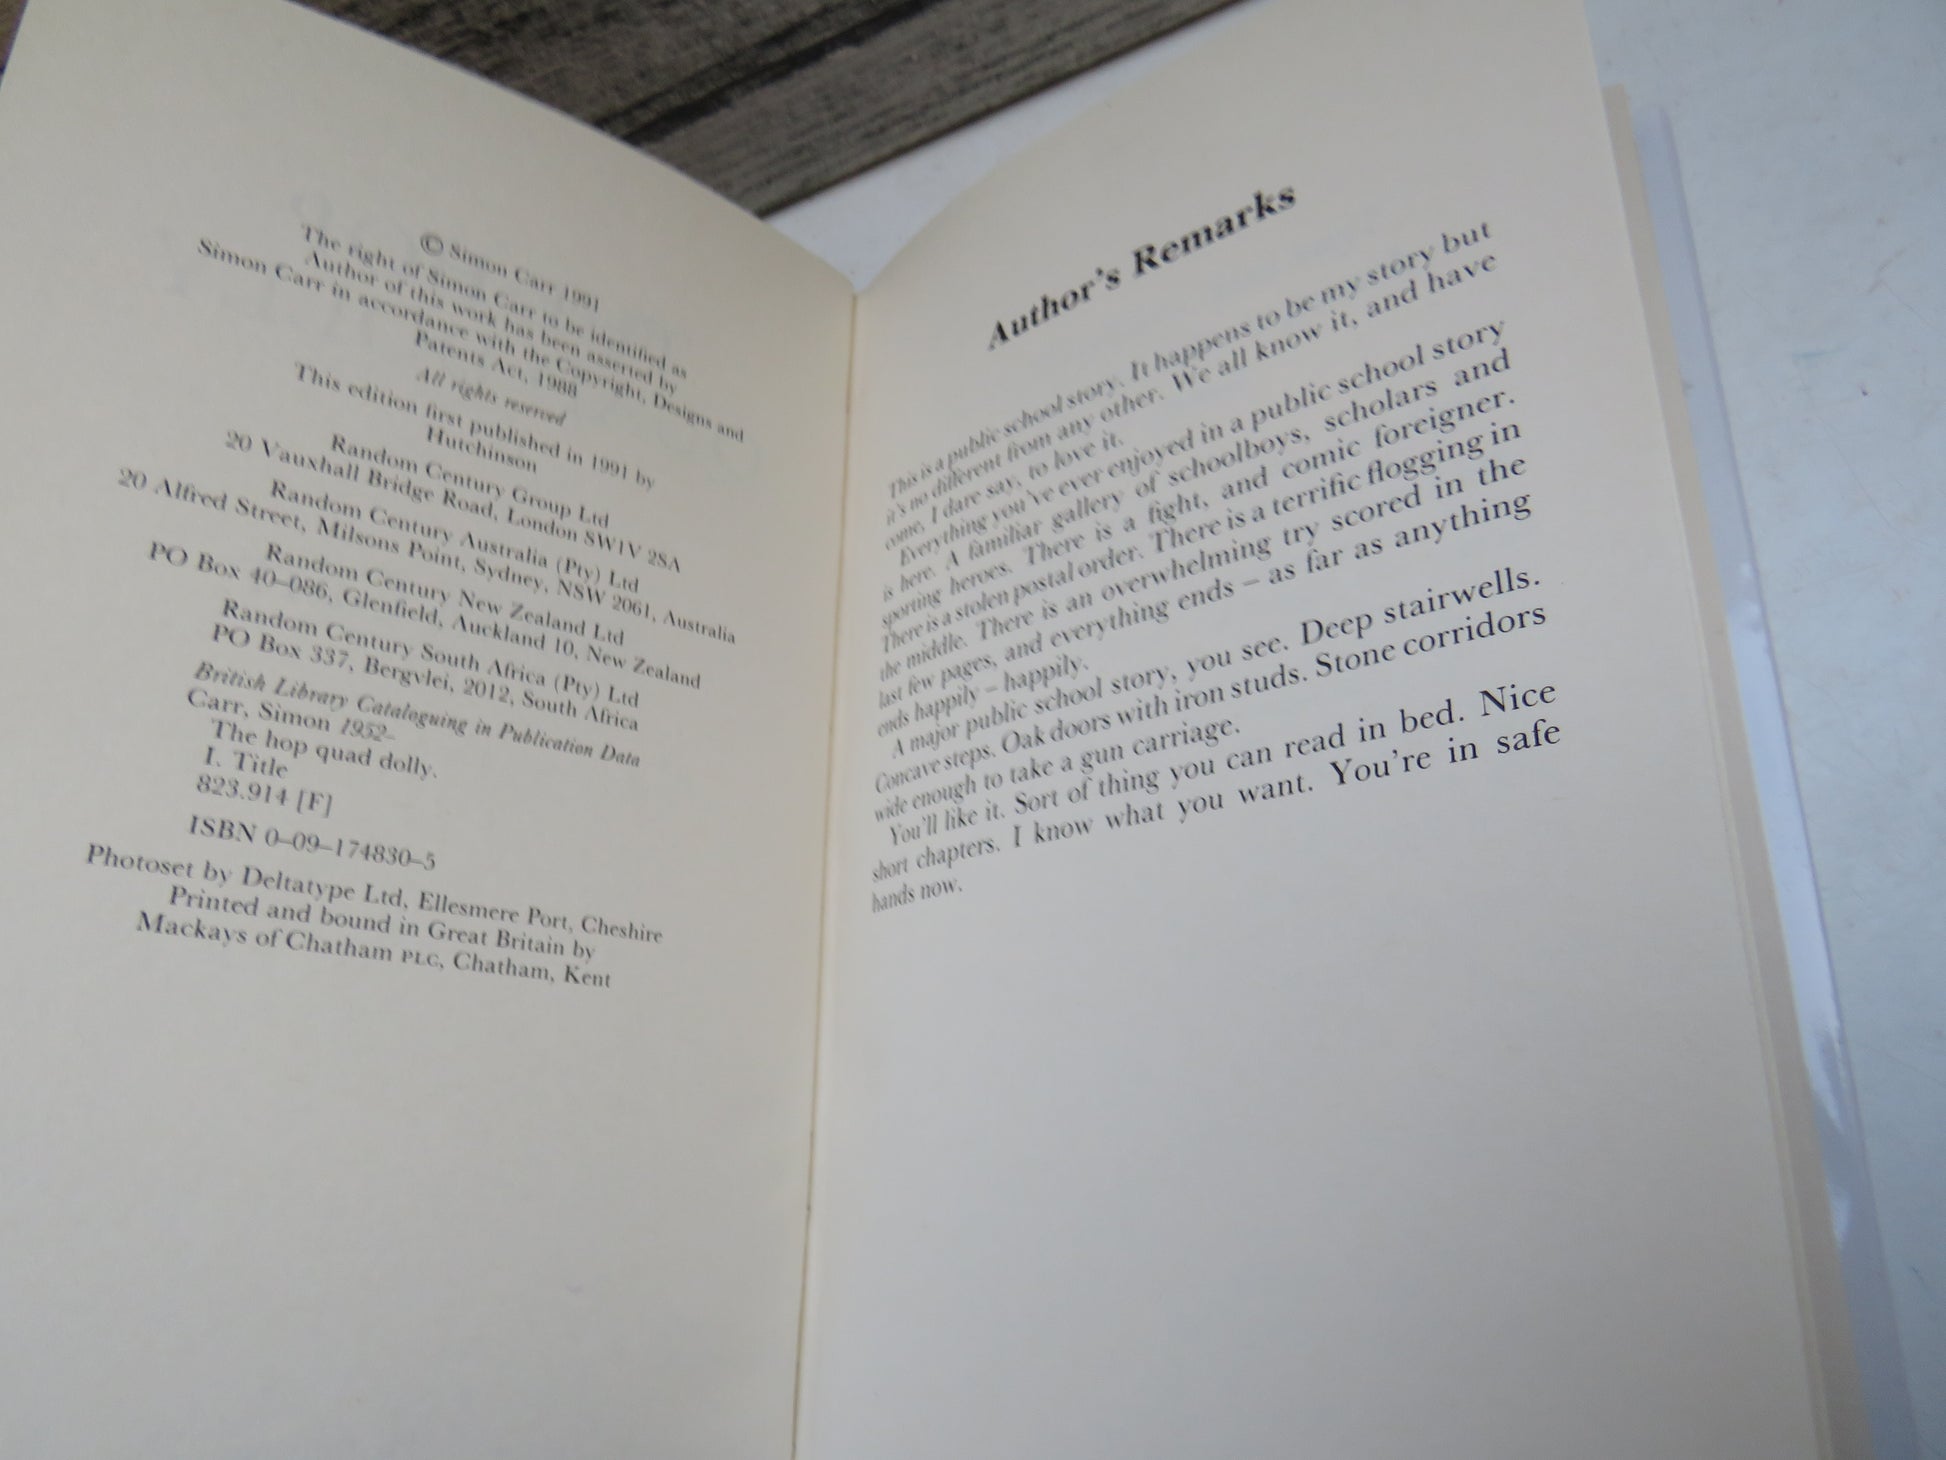 © Simon Carr 1991
The right of Simon Carr to be identified as
Author of this work has been asserted by
Simon Carr in accordance with the Copyright, Designs and
Patents Act, 1988
All rights reserved
This edition first published in 1991 by
Hutchinson
Random Century Group Ltd
20 Vauxhall Bridge Road, London SW1V 2SA
Random Century Australia (Pty) Ltd
20 Alfred Street, Milsons Point, Sydney, NSW 2061, Australia
Random Century New Zealand Ltd
PO Box 40–086, Glenfield, Auckland 10, New Zealand
Random Century South Africa (Pty) Ltd
PO Box 337, Bergvlei, 2012, South Africa
British Library Cataloguing in Publication Data
Carr, Simon 1952–
The hop quad dolly.
I. Title
823.914 [F]
ISBN 0–09–174830–5
Photoset by Deltatype Ltd, Ellesmere Port, Cheshire
Printed and bound in Great Britain by
Mackays of Chatham PLC, Chatham, Kent
Author's Remarks
This is a public school story. It happens to be my story but
it's no different from any other. We all know it, and have
come, I dare say, to love it.
Everything you've ever enjoyed in a public school story
is here. A familiar gallery of schoolboys, scholars and
sporting heroes. There is a fight, and comic foreigner.
There is a stolen postal order. There is a terrific flogging in
the middle. There is an overwhelming try scored in the
last few pages, and everything ends – as far as anything
ends happily – happily.
A major public school story, you see. Deep stairwells.
Concave steps. Oak doors with iron studs. Stone corridors
wide enough to take a gun carriage.
You'll like it. Sort of thing you can read in bed. Nice
short chapters. I know what you want. You're in safe
hands now.